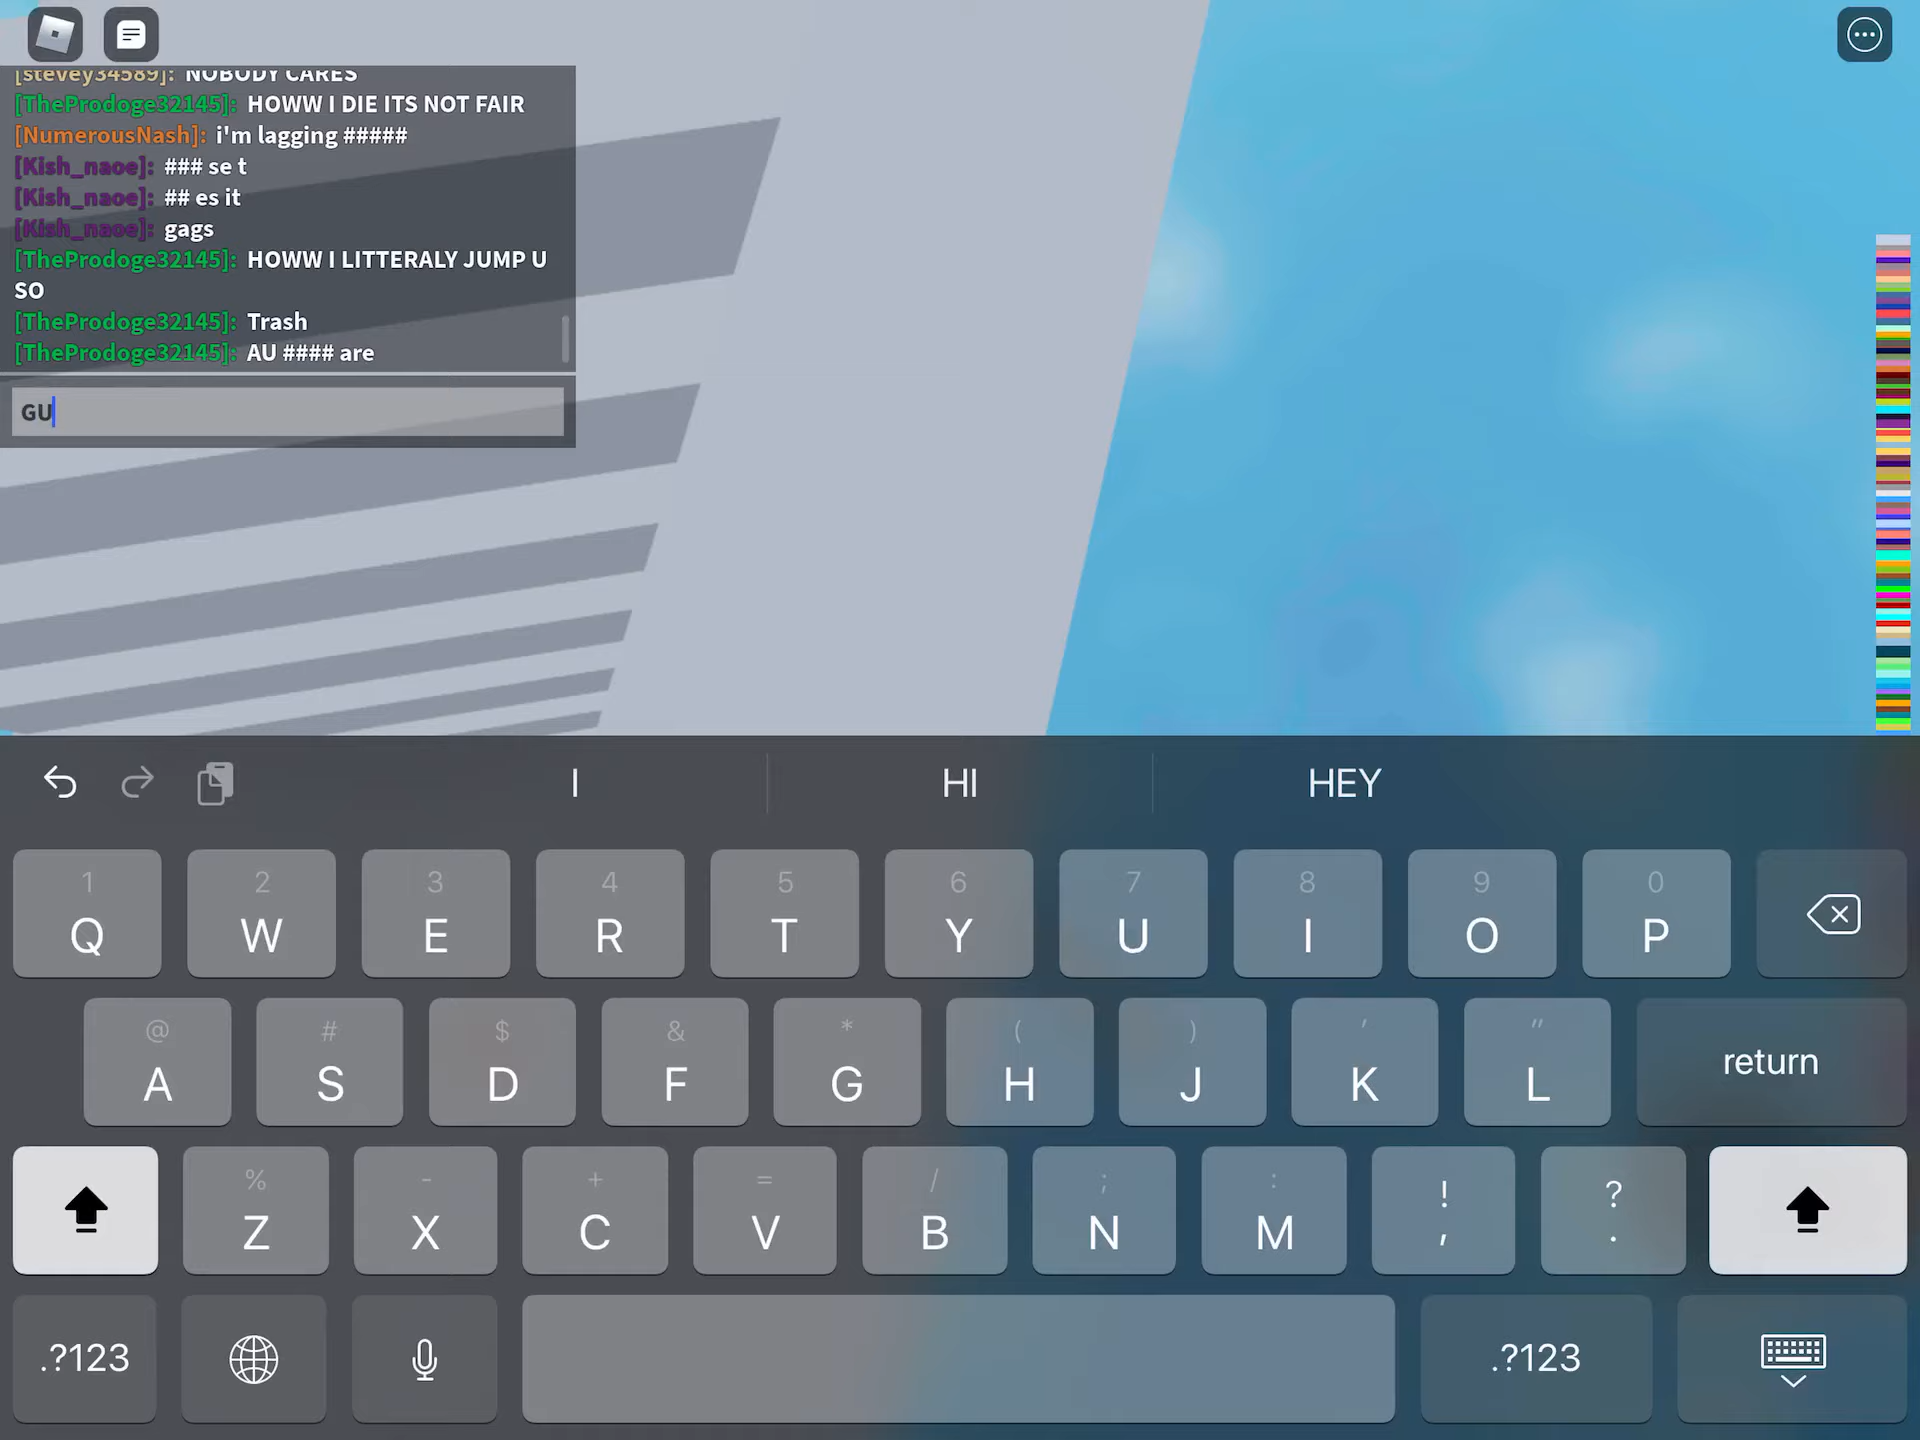 [stevey34589]: NOBODY CARES
[TheProdoge32145]: HOWW I DIE ITS NOT FAIR
[NumerousNash]: i'm lagging #####
[Kish_naoe]: ### se t
[Kish_naoe]: ## es it
[Kish_naoe]: gags
[TheProdoge32145]: HOWW I LITTERALY JUMP U
SO
[TheProdoge32145]: Trash
[TheProdoge32145]: AU #### are
GU
I HI HEY
1 2 3 4 5 6 7 8 9 0
Q W E R T Y U I O P
@ # $ & * ( ) ' "
A S D F G H J K L return
% - + = / ; : ! ?
Z X C V B N M , .
.?123 .?123